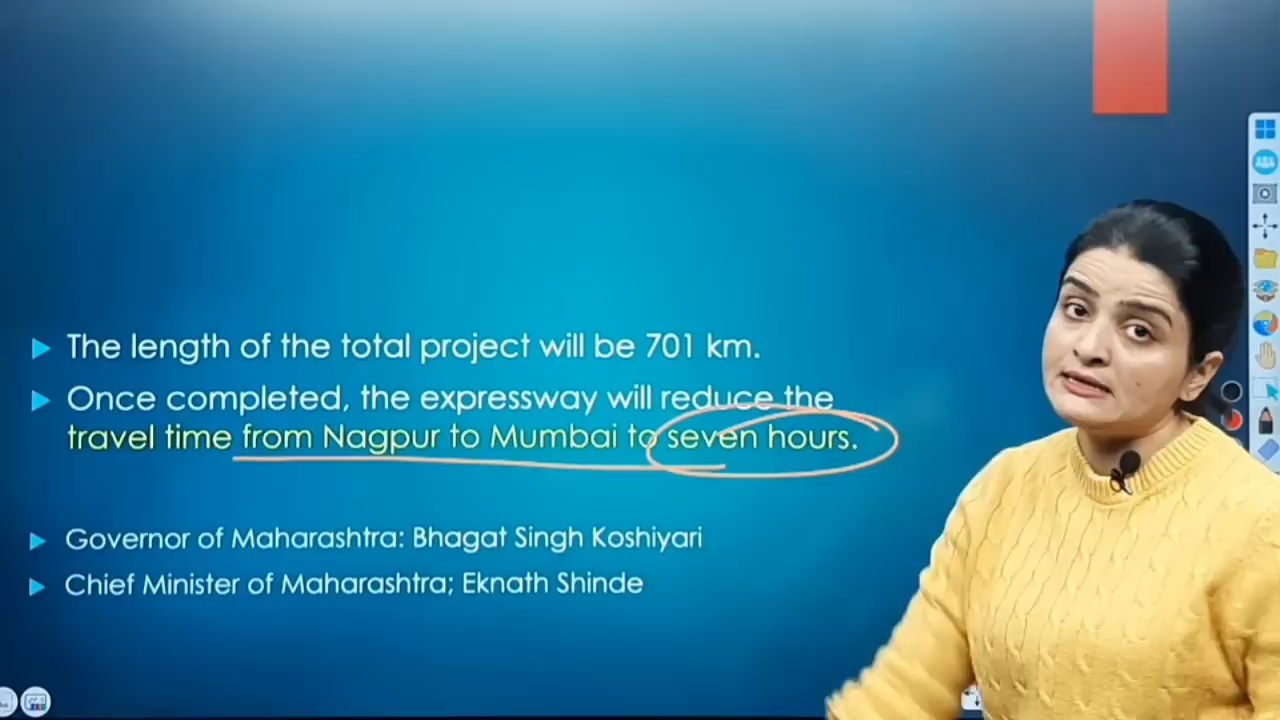 The length of the total project will be 701 km.
Once completed, the expressway will reduce the
travel time from Nagpur to Mumbai to seven hours.
Governor of Maharashtra: Bhagat Singh Koshiyari
Chief Minister of Maharashtra; Eknath Shinde